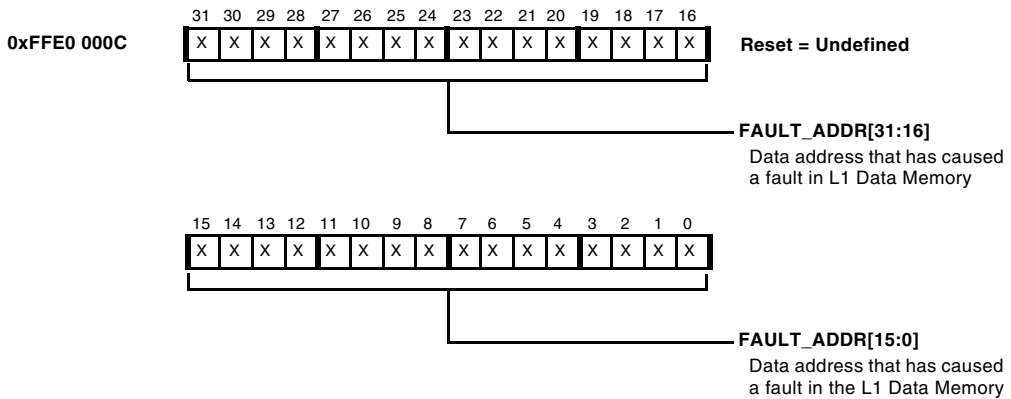 31 30 29 28 27 26 25 24 23 22 21 20 19 18 17 16
0xFFE0 000C X X X X X X X X X X X X X X X X Reset = Undefined
FAULT_ADDR[31:16]
Data address that has caused
a fault in L1 Data Memory
15 14 13 12 11 10 9 8 7 6 5 4 3 2 1 0
X X X X X X X X X X X X X X X X
FAULT_ADDR[15:0]
Data address that has caused
a fault in the L1 Data Memory